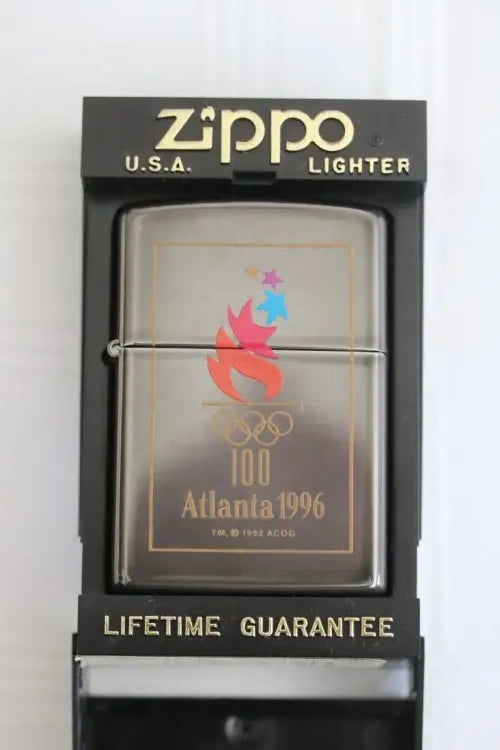 zippo
U.S.A. LIGHTER
100
Atlanta 1996
TM, © 1992 ACOG
LIFETIME GUARANTEE